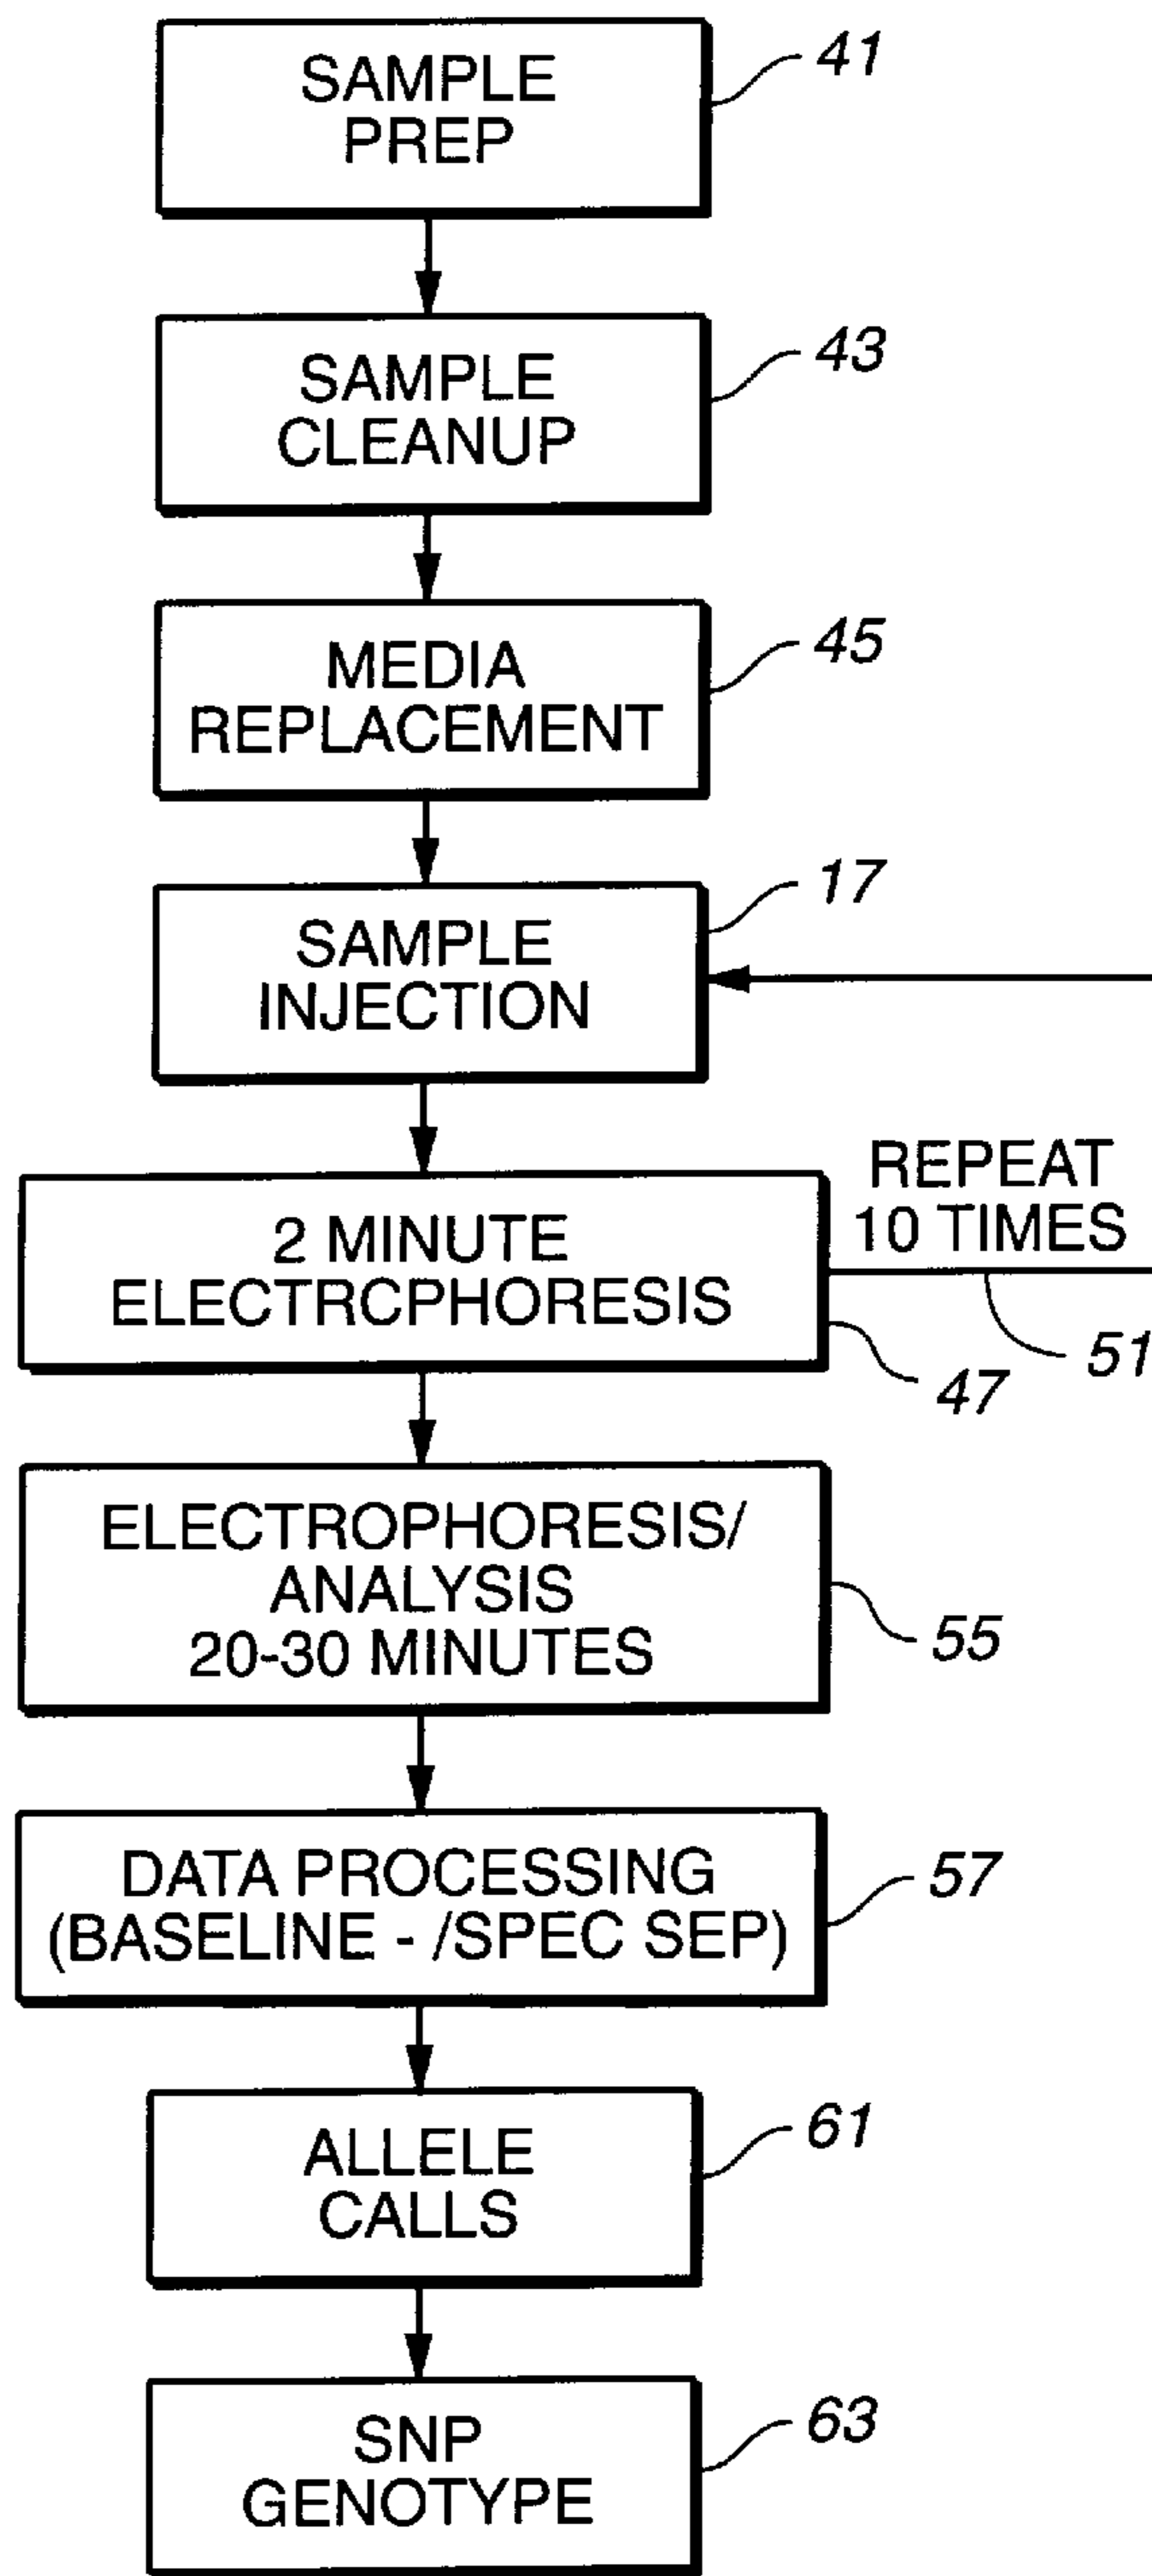 SAMPLE
PREP
41
SAMPLE
CLEANUP
43
MEDIA
REPLACEMENT
45
SAMPLE
INJECTION
17
2 MINUTE
ELECTRCPHORESIS
47
REPEAT
10 TIMES
51
ELECTROPHORESIS/
ANALYSIS
20-30 MINUTES
55
DATA PROCESSING
(BASELINE - /SPEC SEP)
57
ALLELE
CALLS
61
SNP
GENOTYPE
63